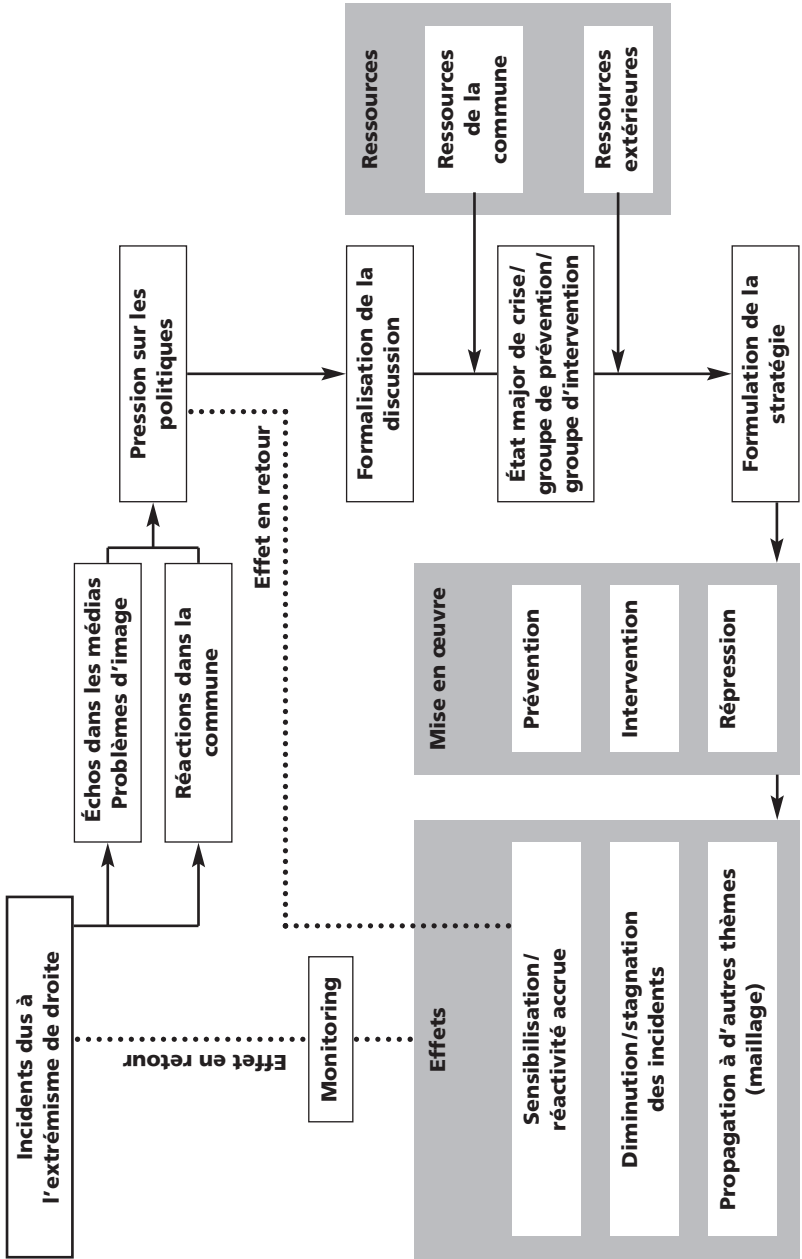 Incidents dus à
l'extrémisme de droite
Échos dans les médias
Problèmes d'image
Réactions dans la
commune
Pression sur les
politiques
Effet en retour
Effet en retour
Monitoring
Formalisation de la
discussion
Ressources
Ressources
de la
commune
Ressources
extérieures
État major de crise/
groupe de prévention/
groupe d'intervention
Formulation de la
stratégie
Mise en œuvre
Prévention
Intervention
Répression
Effets
Sensibilisation/
réactivité accrue
Diminution/stagnation
des incidents
Propagation à d'autres thèmes
(maillage)